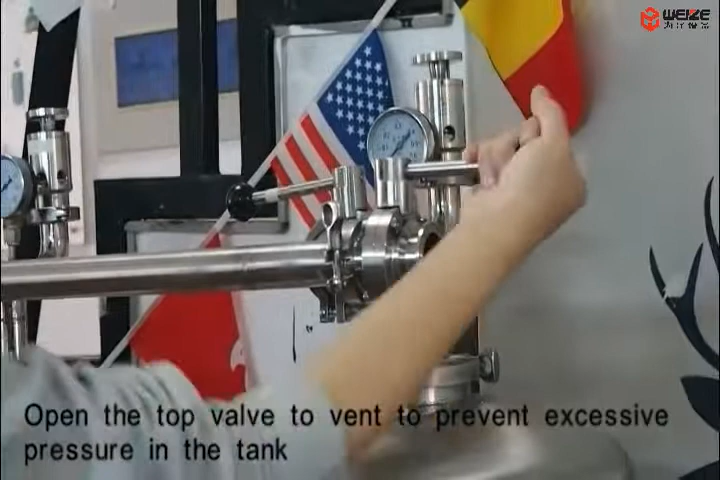 WEIZE
Open the top valve to vent to prevent excessive
pressure in the tank